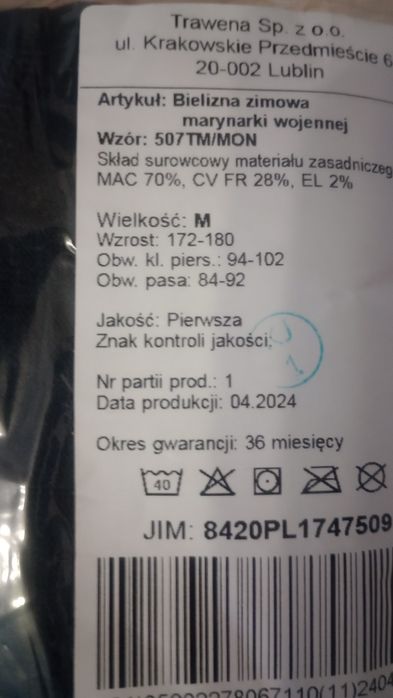 Trawena Sp. z o.o.
ul. Krakowskie Przedmieście 6
20-002 Lublin
Artykuł: Bielizna zimowa
marynarki wojennej
Wzór: 507TM/MON
Skład surowcowy materiału zasadniczeg
MAC 70%, CV FR 28%, EL 2%
Wielkość: M
Wzrost: 172-180
Obw. kl. piers.: 94-102
Obw. pasa: 84-92
Jakość: Pierwsza
Znak kontroli jakości:
Nr partii prod.: 1
Data produkcji: 04.2024
Okres gwarancji: 36 miesięcy
40
JIM: 8420PL1747509